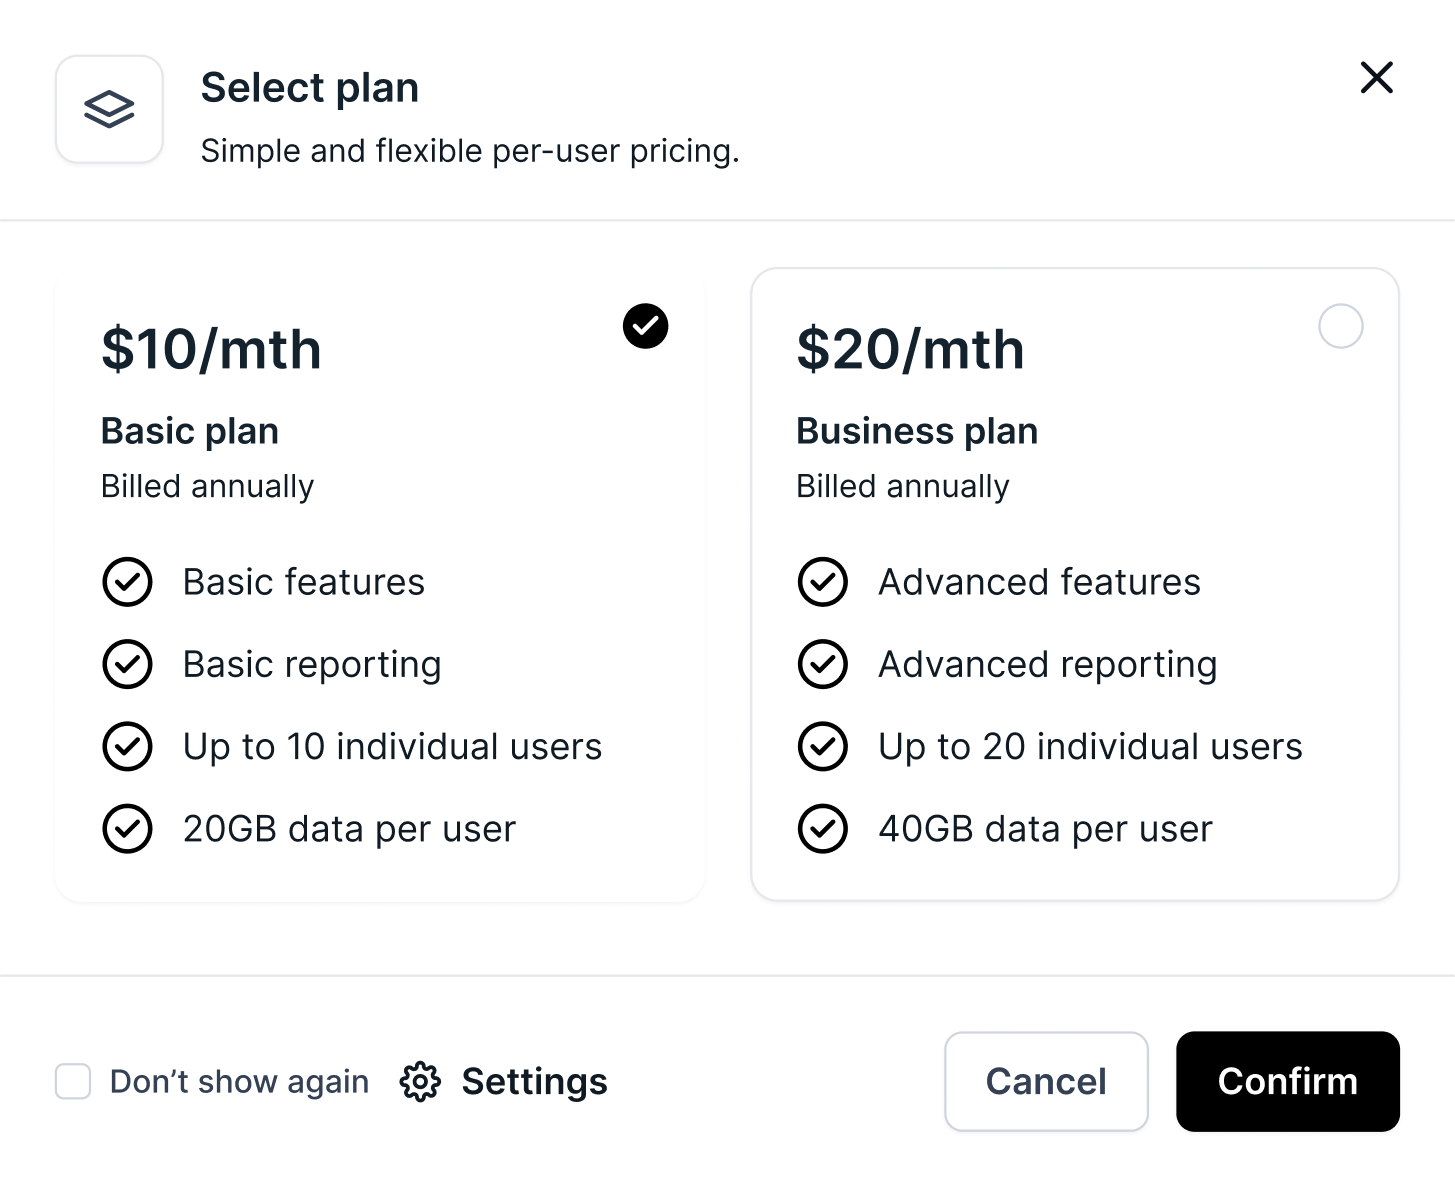 Select plan
Simple and flexible per-user pricing.
$10/mth
Basic plan
Billed annually
Basic features
Basic reporting
Up to 10 individual users
20GB data per user
$20/mth
Business plan
Billed annually
Advanced features
Advanced reporting
Up to 20 individual users
40GB data per user
Don’t show again
Settings
Cancel
Confirm